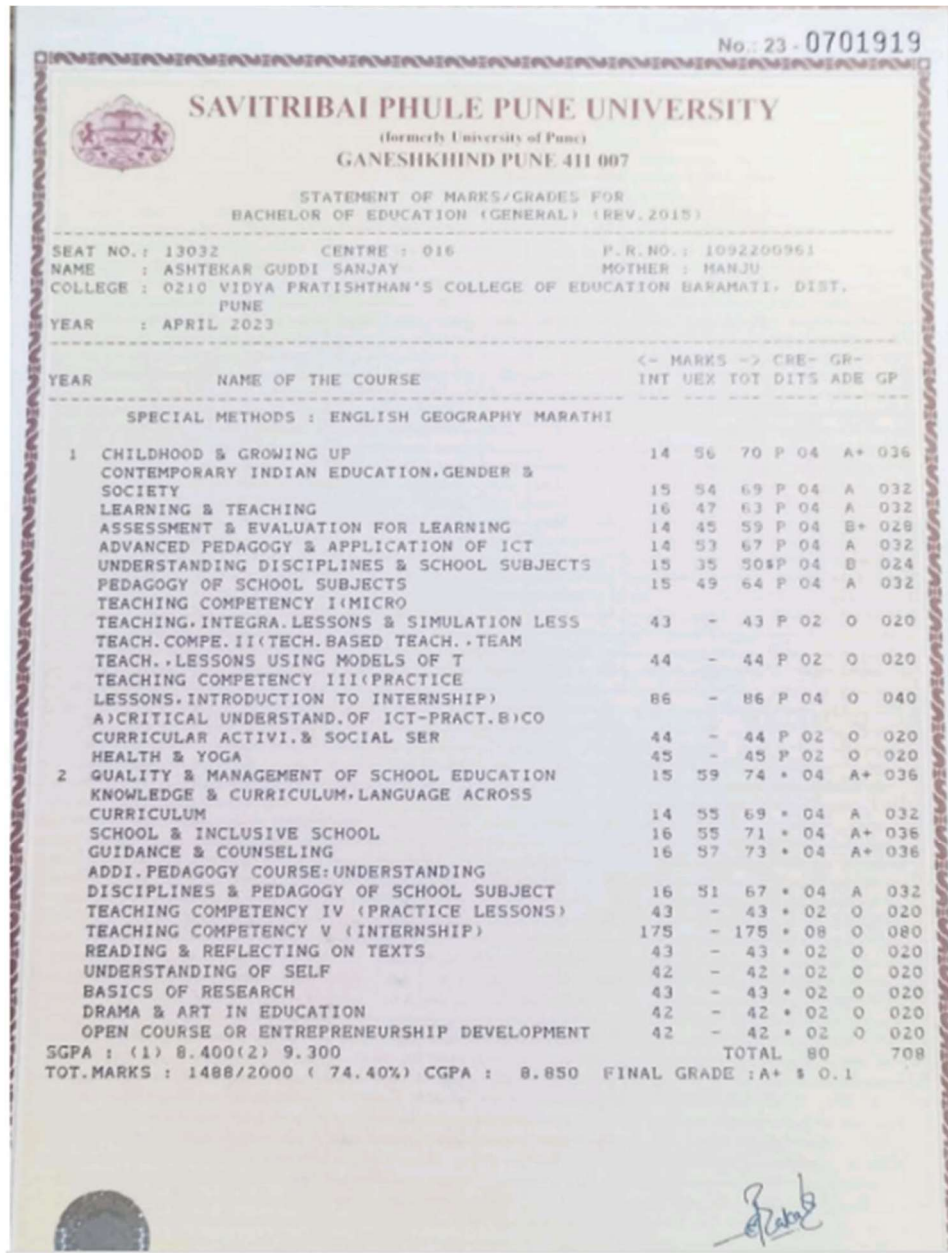 No.: 23 - 0701919
SAVITRIBAI PHULE PUNE UNIVERSITY
(formerly University of Pune)
GANESHKHIND PUNE 411 007
STATEMENT OF MARKS/GRADES FOR
BACHELOR OF EDUCATION (GENERAL) (REV.2015)
SEAT NO.: 13032 CENTRE : 016 P.R.NO.: 1092200961
NAME : ASHTEKAR GUDDI SANJAY MOTHER : MANJU
COLLEGE : 0210 VIDYA PRATISHTHAN'S COLLEGE OF EDUCATION BARAMATI, DIST.
PUNE
YEAR : APRIL 2023
<- MARKS -> CRE- GR-
YEAR NAME OF THE COURSE INT UEX TOT DITS ADE GP
SPECIAL METHODS : ENGLISH GEOGRAPHY MARATHI
1 CHILDHOOD & GROWING UP 14 56 70 P 04 A+ 036
CONTEMPORARY INDIAN EDUCATION,GENDER &
SOCIETY 15 54 69 P 04 A 032
LEARNING & TEACHING 16 47 63 P 04 A 032
ASSESSMENT & EVALUATION FOR LEARNING 14 45 59 P 04 B+ 028
ADVANCED PEDAGOGY & APPLICATION OF ICT 14 53 67 P 04 A 032
UNDERSTANDING DISCIPLINES & SCHOOL SUBJECTS 15 35 50$P 04 B 024
PEDAGOGY OF SCHOOL SUBJECTS 15 49 64 P 04 A 032
TEACHING COMPETENCY I(MICRO
TEACHING,INTEGRA.LESSONS & SIMULATION LESS 43 - 43 P 02 O 020
TEACH.COMPE.II(TECH.BASED TEACH.,TEAM
TEACH.,LESSONS USING MODELS OF T 44 - 44 P 02 O 020
TEACHING COMPETENCY III(PRACTICE
LESSONS,INTRODUCTION TO INTERNSHIP) 86 - 86 P 04 O 040
A)CRITICAL UNDERSTAND.OF ICT-PRACT.B)CO
CURRICULAR ACTIVI.& SOCIAL SER 44 - 44 P 02 O 020
HEALTH & YOGA 45 - 45 P 02 O 020
2 QUALITY & MANAGEMENT OF SCHOOL EDUCATION 15 59 74 * 04 A+ 036
KNOWLEDGE & CURRICULUM,LANGUAGE ACROSS
CURRICULUM 14 55 69 * 04 A 032
SCHOOL & INCLUSIVE SCHOOL 16 55 71 * 04 A+ 036
GUIDANCE & COUNSELING 16 57 73 * 04 A+ 036
ADDI.PEDAGOGY COURSE:UNDERSTANDING
DISCIPLINES & PEDAGOGY OF SCHOOL SUBJECT 16 51 67 * 04 A 032
TEACHING COMPETENCY IV (PRACTICE LESSONS) 43 - 43 * 02 O 020
TEACHING COMPETENCY V (INTERNSHIP) 175 - 175 * 08 O 080
READING & REFLECTING ON TEXTS 43 - 43 * 02 O 020
UNDERSTANDING OF SELF 42 - 42 * 02 O 020
BASICS OF RESEARCH 43 - 43 * 02 O 020
DRAMA & ART IN EDUCATION 42 - 42 * 02 O 020
OPEN COURSE OR ENTREPRENEURSHIP DEVELOPMENT 42 - 42 * 02 O 020
SGPA : (1) 8.400(2) 9.300 TOTAL 80 708
TOT.MARKS : 1488/2000 ( 74.40%) CGPA : 8.850 FINAL GRADE :A+ $ 0.1